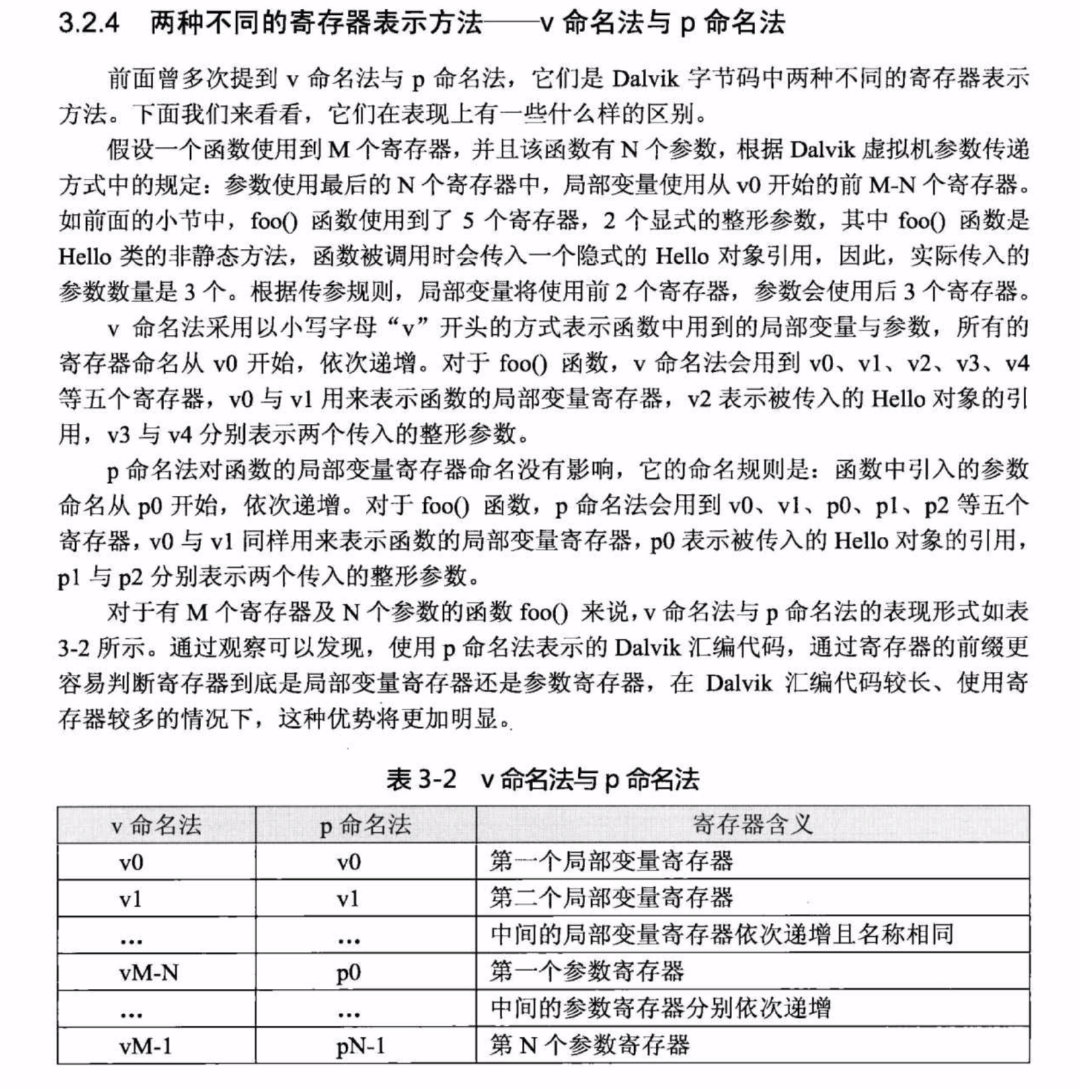 3.2.4 两种不同的寄存器表示方法——v 命名法与 p 命名法
前面曾多次提到 v 命名法与 p 命名法，它们是 Dalvik 字节码中两种不同的寄存器表示
方法。下面我们来看看，它们在表现上有一些什么样的区别。
假设一个函数使用到 M 个寄存器，并且该函数有 N 个参数，根据 Dalvik 虚拟机参数传递
方式中的规定：参数使用最后的 N 个寄存器中，局部变量使用从 v0 开始的前 M-N 个寄存器。
如前面的小节中，foo() 函数使用到了 5 个寄存器，2 个显式的整形参数，其中 foo() 函数是
Hello 类的非静态方法，函数被调用时会传入一个隐式的 Hello 对象引用，因此，实际传入的
参数数量是 3 个。根据传参规则，局部变量将使用前 2 个寄存器，参数会使用后 3 个寄存器。
v 命名法采用以小写字母“v”开头的方式表示函数中用到的局部变量与参数，所有的
寄存器命名从 v0 开始，依次递增。对于 foo() 函数，v 命名法会用到 v0、v1、v2、v3、v4
等五个寄存器，v0 与 v1 用来表示函数的局部变量寄存器，v2 表示被传入的 Hello 对象的引
用，v3 与 v4 分别表示两个传入的整形参数。
p 命名法对函数的局部变量寄存器命名没有影响，它的命名规则是：函数中引入的参数
命名从 p0 开始，依次递增。对于 foo() 函数，p 命名法会用到 v0、v1、p0、p1、p2 等五个
寄存器，v0 与 v1 同样用来表示函数的局部变量寄存器，p0 表示被传入的 Hello 对象的引用，
p1 与 p2 分别表示两个传入的整形参数。
对于有 M 个寄存器及 N 个参数的函数 foo() 来说，v 命名法与 p 命名法的表现形式如表
3-2 所示。通过观察可以发现，使用 p 命名法表示的 Dalvik 汇编代码，通过寄存器的前缀更
容易判断寄存器到底是局部变量寄存器还是参数寄存器，在 Dalvik 汇编代码较长、使用寄
存器较多的情况下，这种优势将更加明显。
表 3-2 v 命名法与 p 命名法
v 命名法 p 命名法 寄存器含义
v0 v0 第一个局部变量寄存器
v1 v1 第二个局部变量寄存器
… … 中间的局部变量寄存器依次递增且名称相同
vM-N p0 第一个参数寄存器
… … 中间的参数寄存器分别依次递增
vM-1 pN-1 第 N 个参数寄存器